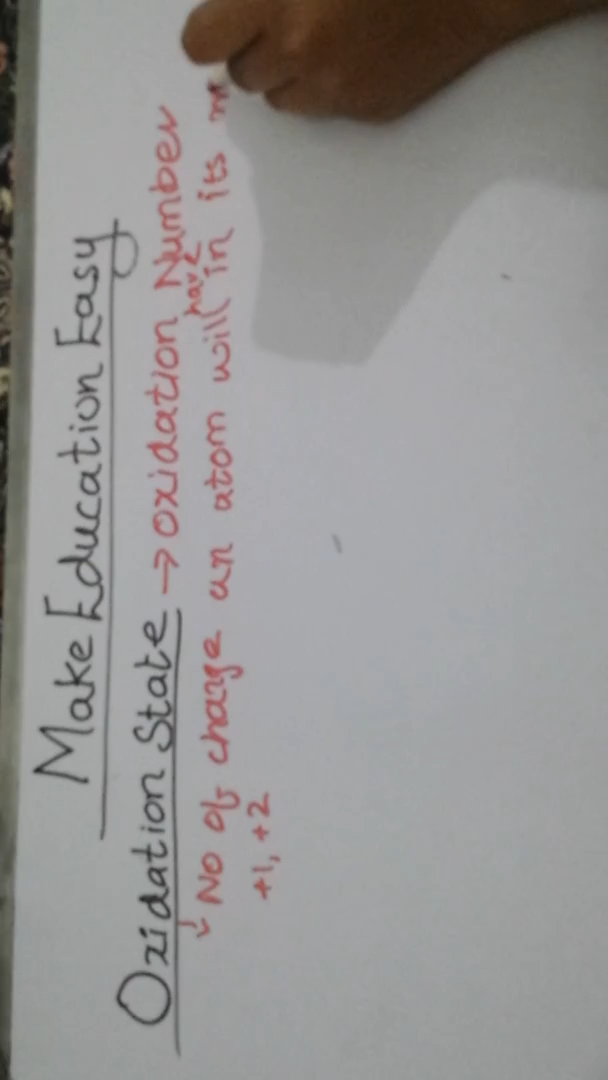 Make Education Easy
Oxidation State → Oxidation Number
No of charge an atom will have in its
+1, +2